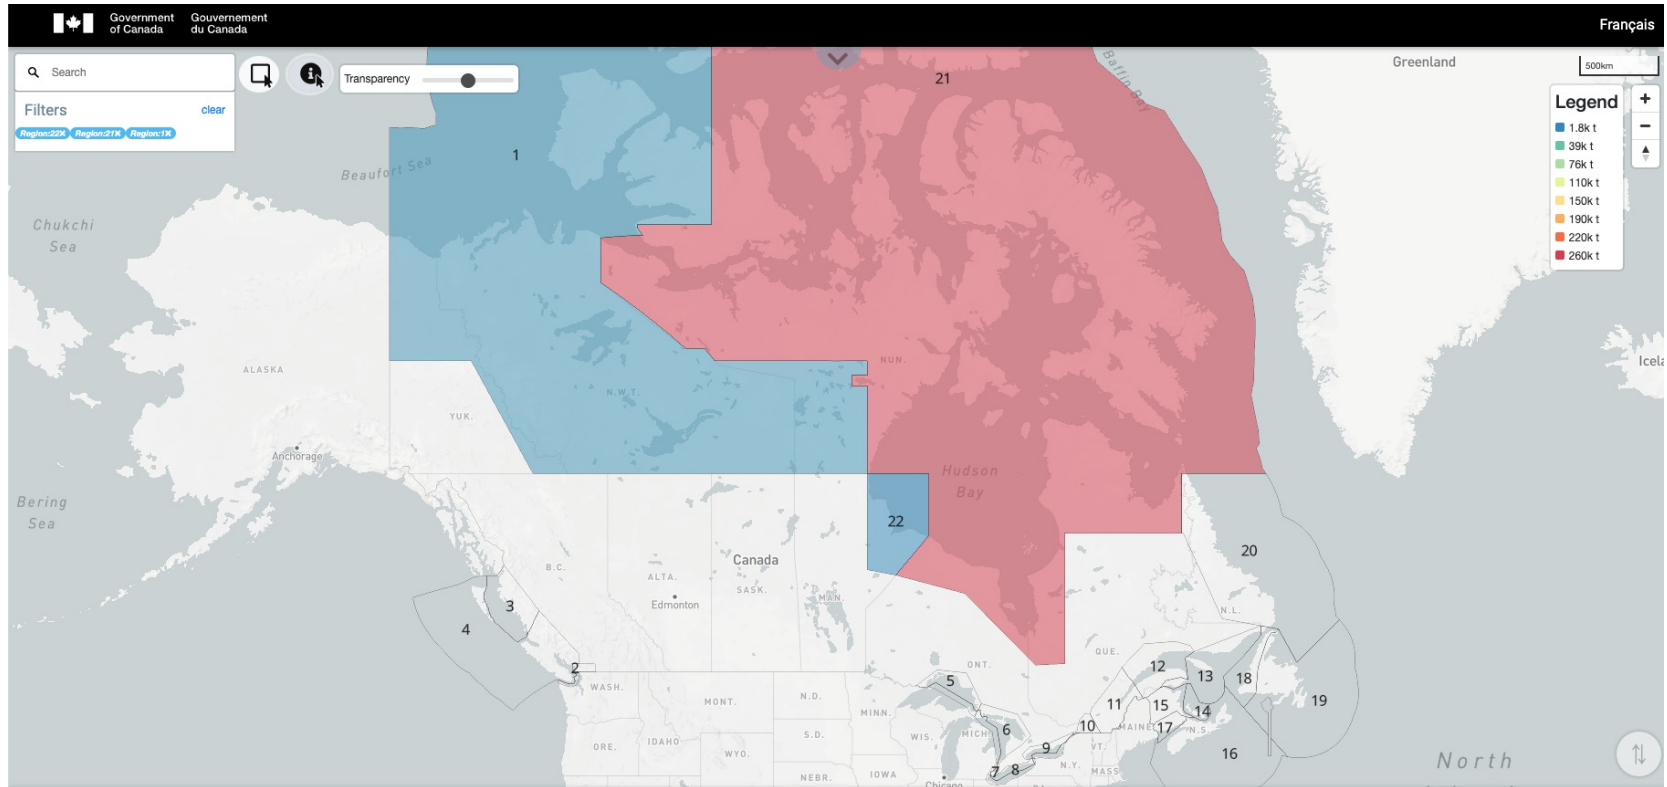 Government of Canada
Gouvernement du Canada
Français
Search
Transparency
Filters
clear
Region:22X Region:21X Region:1X
Greenland
500km
Legend
1.8k t
39k t
76k t
110k t
150k t
190k t
220k t
260k t
+
−
Baffin Bay
21
1
Beaufort Sea
Chukchi Sea
ALASKA
NUN.
N.W.T.
YUK.
Anchorage
Bering Sea
Hudson Bay
22
20
Canada
B.C.
ALTA.
SASK.
MAN.
Edmonton
3
4
2
N.L.
QUE.
ONT.
5
12
13
18
19
11
15
14
10
17
MAINE
N.S.
16
6
9
7
8
WASH.
MONT.
N.D.
MINN.
WIS.
MICH
VT.
ORE.
IDAHO
WYO.
S.D.
N.Y.
MASS
NEBR.
IOWA
Chicago
North